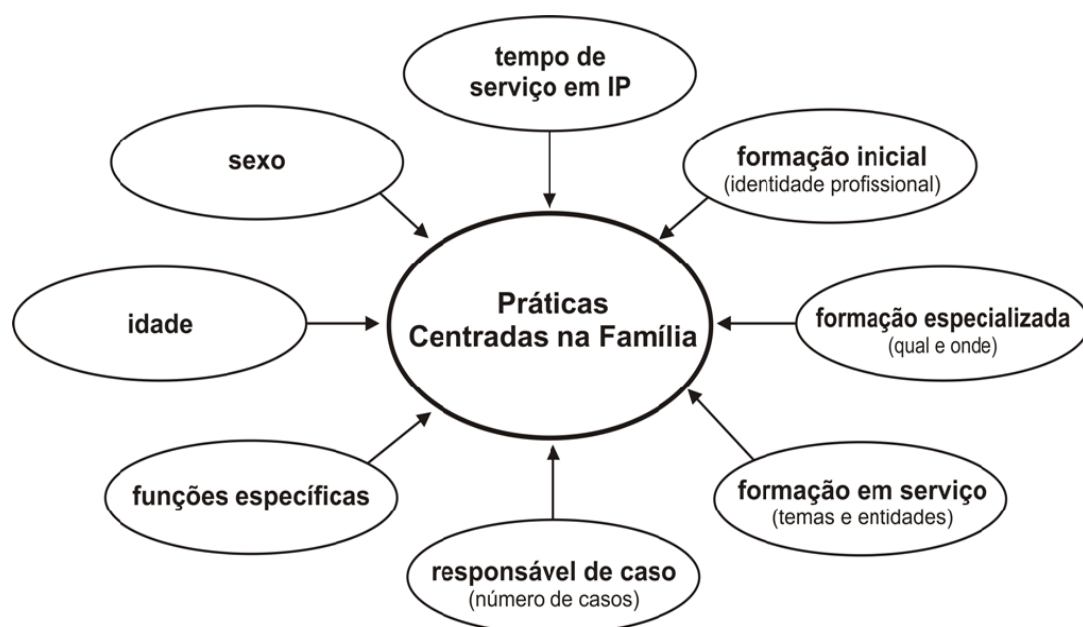 tempo de
serviço em IP
sexo
formação inicial
(identidade profissional)
idade
Práticas
Centradas na Família
formação especializada
(qual e onde)
funções específicas
formação em serviço
(temas e entidades)
responsável de caso
(número de casos)